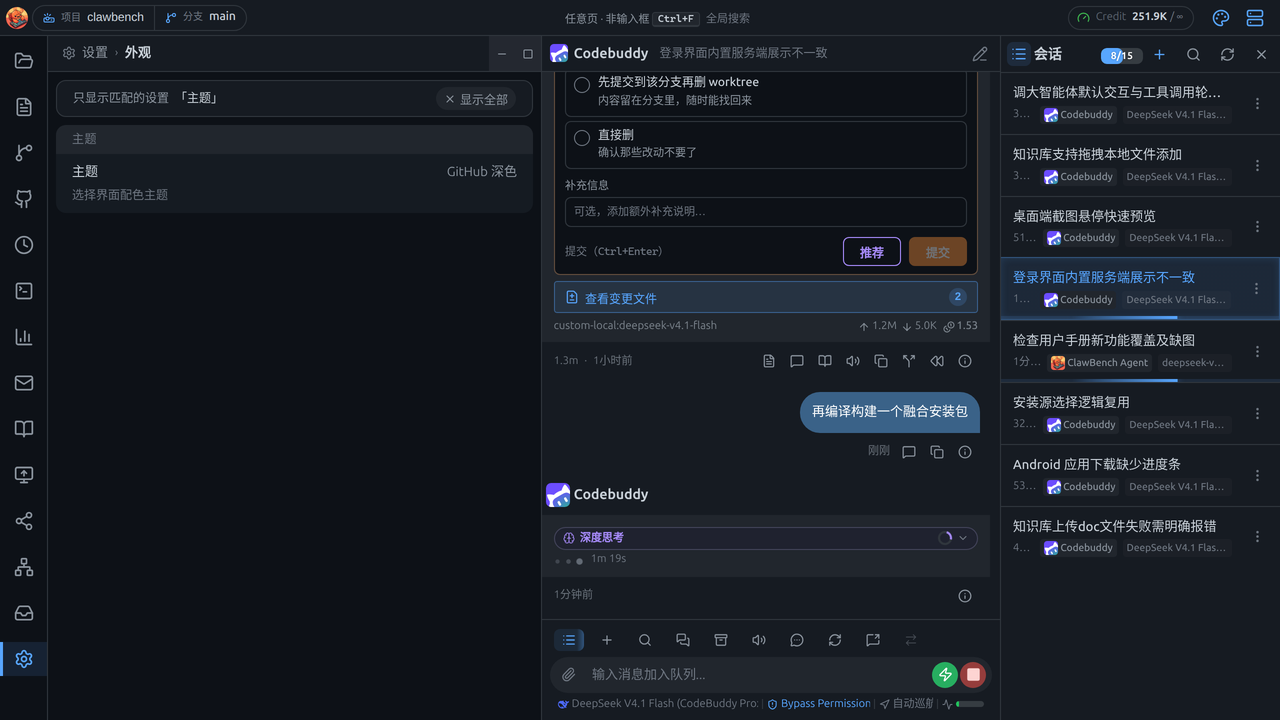 项目 clawbench 分支 main
任意页 · 非输入框 Ctrl+F 全局搜索
Credit 251.9K / ∞
设置 › 外观
只显示匹配的设置 「主题」
显示全部
主题
主题
GitHub 深色
选择界面配色主题
Codebuddy 登录界面内置服务端展示不一致
先提交到该分支再删 worktree
内容留在分支里，随时能找回来
直接删
确认那些改动不要了
补充信息
可选，添加额外补充说明...
提交（Ctrl+Enter）
推荐
提交
查看变更文件 2
custom-local:deepseek-v4.1-flash
1.2M 5.0K 1.53
1.3m · 1小时前
再编译构建一个融合安装包
刚刚
Codebuddy
深度思考
1m 19s
1分钟前
输入消息加入队列...
DeepSeek V4.1 Flash (CodeBuddy Pro: Bypass Permission 自动巡航
会话 8/15
调大智能体默认交互与工具调用轮...
3... Codebuddy DeepSeek V4.1 Flas...
知识库支持拖拽本地文件添加
3... Codebuddy DeepSeek V4.1 Flas...
桌面端截图悬停快速预览
51... Codebuddy DeepSeek V4.1 Fla...
登录界面内置服务端展示不一致
1... Codebuddy DeepSeek V4.1 Flas...
检查用户手册新功能覆盖及缺图
1分... ClawBench Agent deepseek-v...
安装源选择逻辑复用
32... Codebuddy DeepSeek V4.1 Fla...
Android 应用下载缺少进度条
53... Codebuddy DeepSeek V4.1 Fla...
知识库上传doc文件失败需明确报错
4... Codebuddy DeepSeek V4.1 Flas...